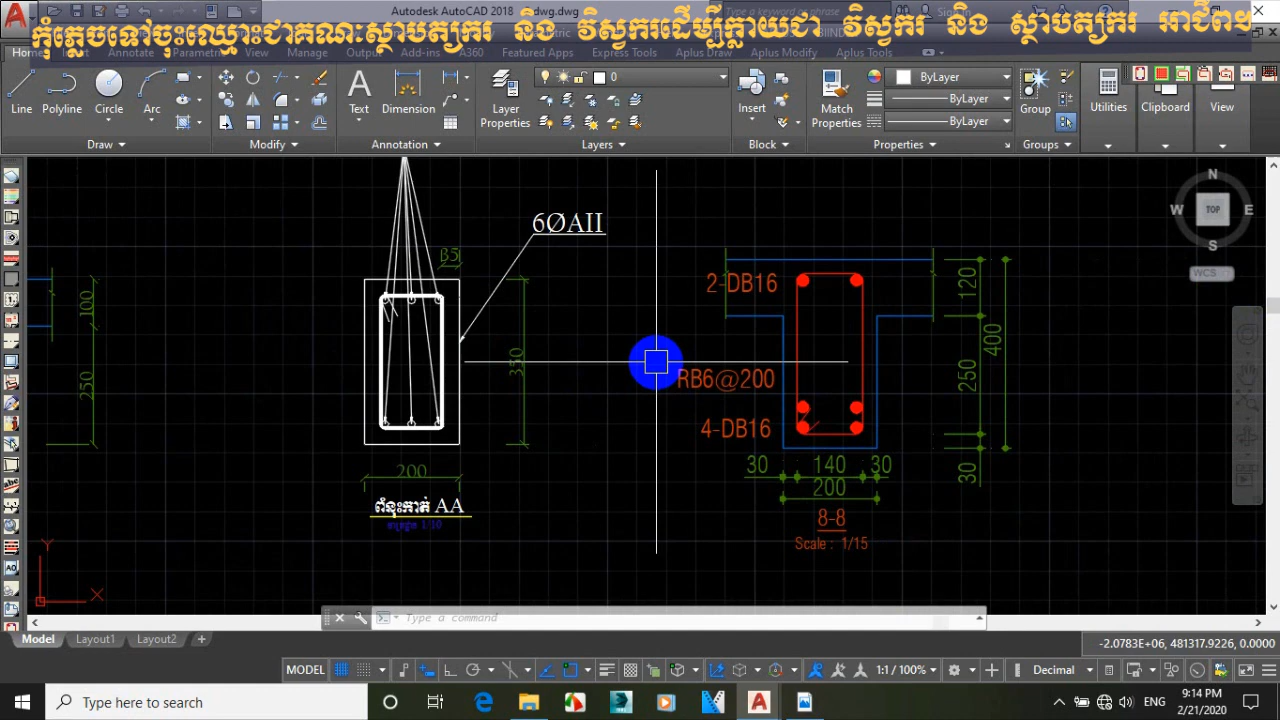 Autodesk AutoCAD 2018
dwg.dwg
កុំភ្លេចទៅចុះឈ្មោះជាគណៈស្ថាបត្យករ និង វិស្វករដើម្បីក្លាយជា វិស្វករ និង ស្ថាបត្យករ អាជីព
Annotate Parametric View Manage Output Add-ins A360 Featured Apps Express Tools Aplus Draw Aplus Modify Aplus Tools
Line Polyline Circle Arc Text Dimension Layer Properties 0 Insert Match Properties ByLayer Group Utilities Clipboard View
ByLayer
ByLayer
Draw Modify Annotation Layers Block Properties Groups
N
W TOP E
S
WCS
6ØAII
100
250
350
200
ពំនុះកាត់ AA
1/10
2-DB16
RB6@200
4-DB16
120
400
250
30
30 140 30
200
8-8
Scale : 1/15
Y
X
Type a command
Model Layout1 Layout2 +
-2.0783E+06, 481317.9226, 0.0000
MODEL 1:1 / 100% Decimal
Type here to search
ENG
9:14 PM
2/21/2020